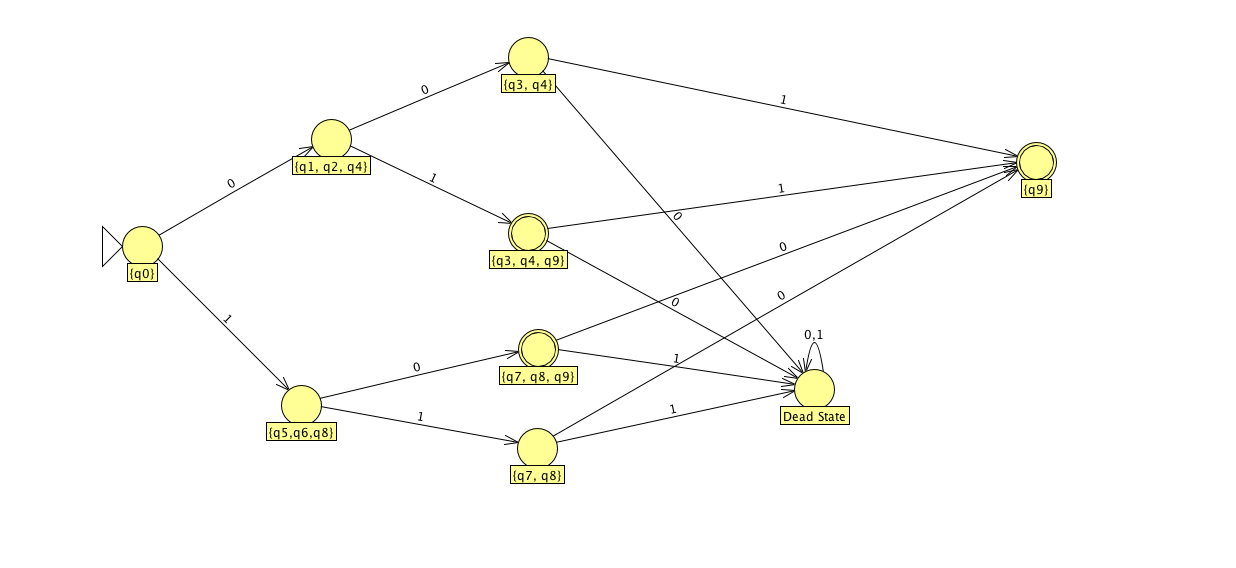 {q3, q4}
0
1
{q1, q2, q4}
{q9}
0
1
1
0
{q0}
{q3, q4, q9}
0
1
0
0
0,1
0
{q7, q8, q9}
1
{q5,q6,q8}
1
1
Dead State
{q7, q8}